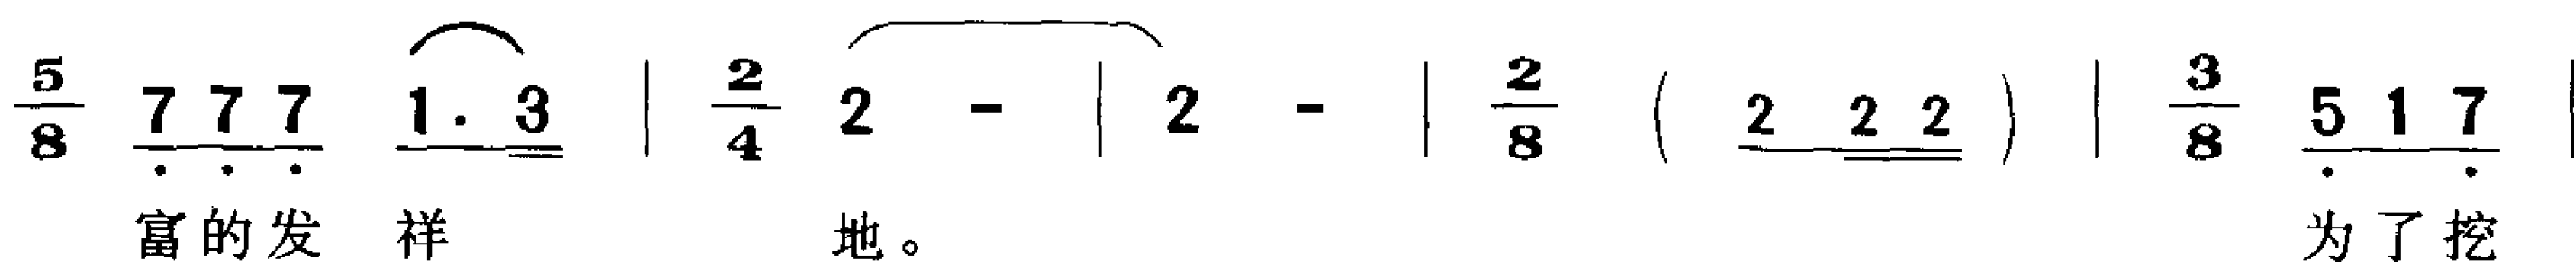 5/8 7 7 7 1. 3 | 2/4 2 - | 2 - | 2/8 ( 2 2 2 ) | 3/8 5 1 7 |
富的发 祥 地。 为了挖